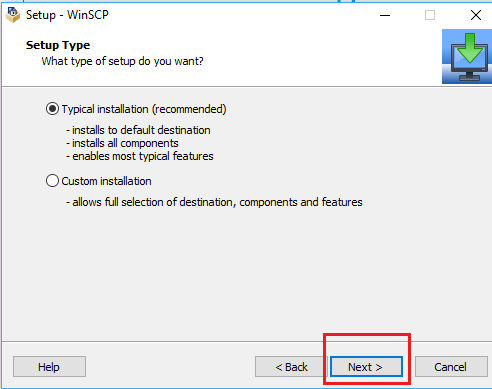 Setup - WinSCP
Setup Type
What type of setup do you want?
Typical installation (recommended)
- installs to default destination
- installs all components
- enables most typical features
Custom installation
- allows full selection of destination, components and features
Help
< Back
Next >
Cancel